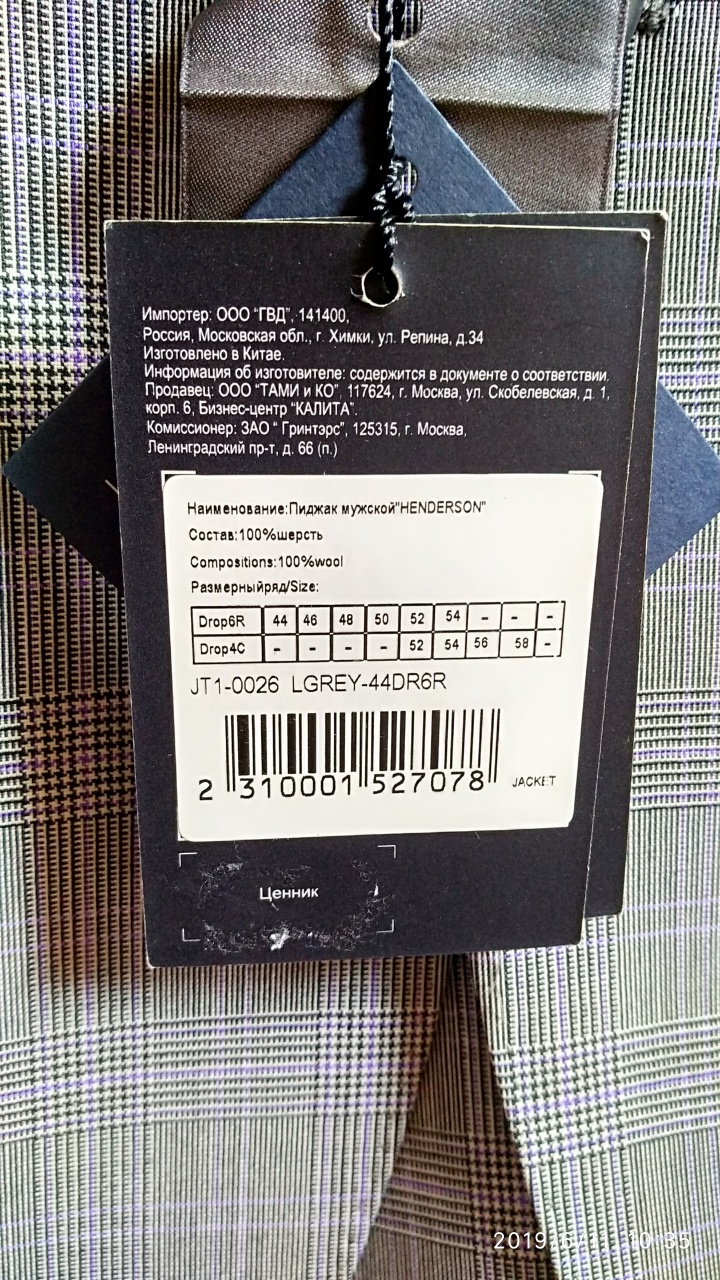 Импортер: ООО "ГВД", 141400,
Россия, Московская обл., г. Химки, ул. Репина, д.34
Изготовлено в Китае.
Информация об изготовителе: содержится в документе о соответствии.
Продавец: ООО "ТАМИ и КО", 117624, г. Москва, ул. Скобелевская, д. 1,
корп. 6, Бизнес-центр "КАЛИТА".
Комиссионер: ЗАО " Гринтэрс", 125315, г. Москва,
Ленинградский пр-т, д. 66 (п.)
Наименование:Пиджак мужской"HENDERSON"
Состав:100%шерсть
Compositions:100%wool
Размерныйряд/Size:
Drop6R 44 46 48 50 52 54 - - -
Drop4C - - - - 52 54 56 58 -
JT1-0026 LGREY-44DR6R
2 310001 527078 JACKET
Ценник
10:35